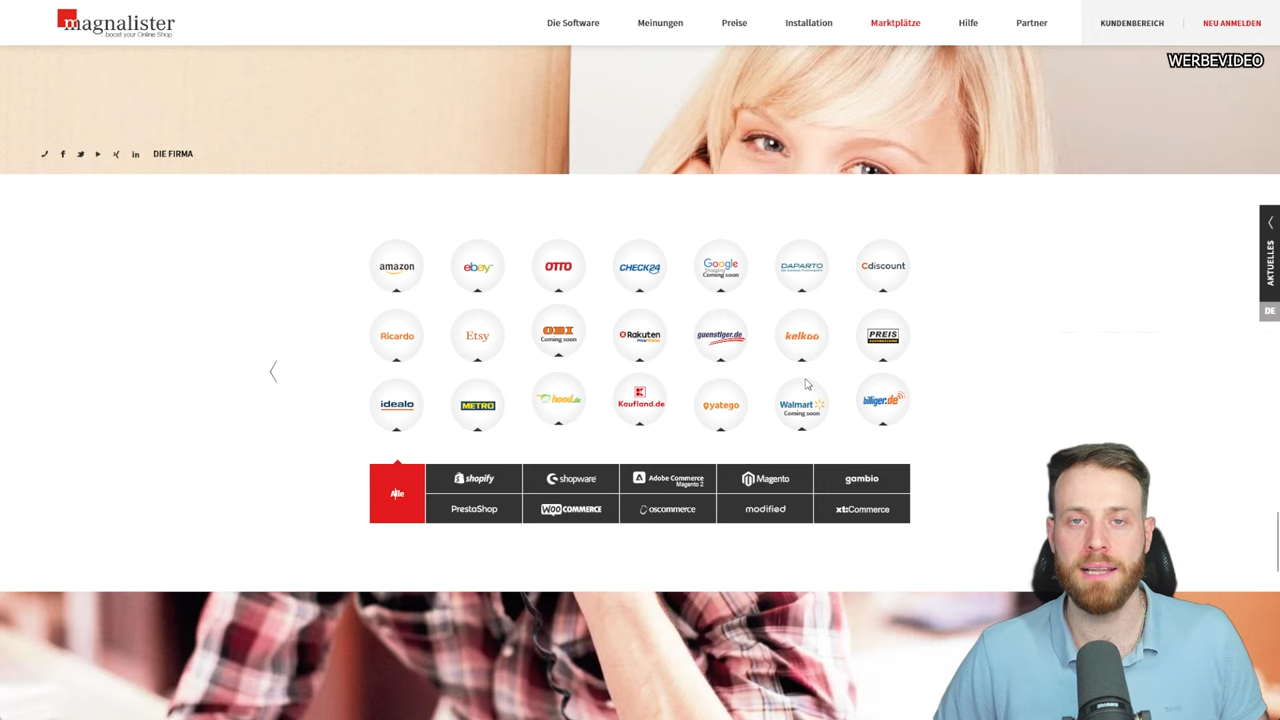 magnalister
boost your Online Shop
Die Software Meinungen Preise Installation Marktplätze Hilfe Partner KUNDENBEREICH NEU ANMELDEN
WERBEVIDEO
DIE FIRMA
amazon ebay OTTO CHECK24 Google Shopping Coming soon DAPARTO Cdiscount
Ricardo Etsy OBI Coming soon Rakuten guenstiger.de kelkoo PREIS
idealo METRO hood.de Kaufland.de yatego Walmart Coming soon billiger.de
AKTUELLES
DE
Alle
shopify shopware Adobe Commerce Magento 2 Magento gambio
PrestaShop WOOCOMMERCE oscommerce modified xt:Commerce